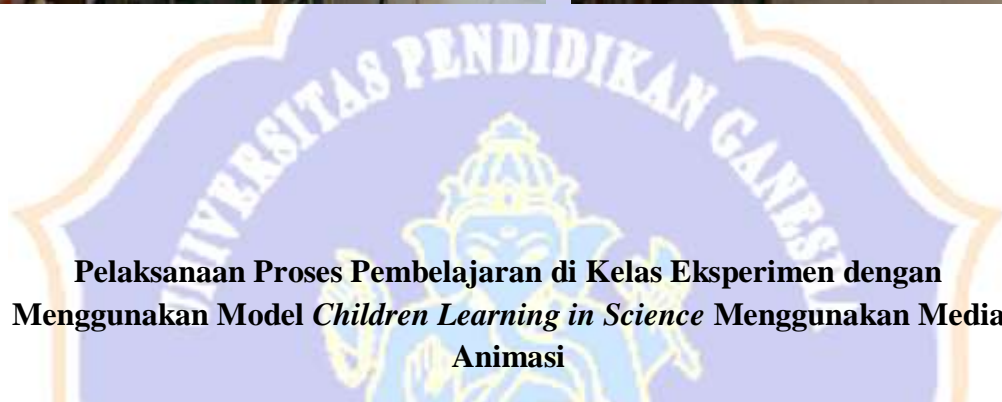 UNIVERSITAS PENDIDIKAN GANESHA
Pelaksanaan Proses Pembelajaran di Kelas Eksperimen dengan
Menggunakan Model Children Learning in Science Menggunakan Media
Animasi